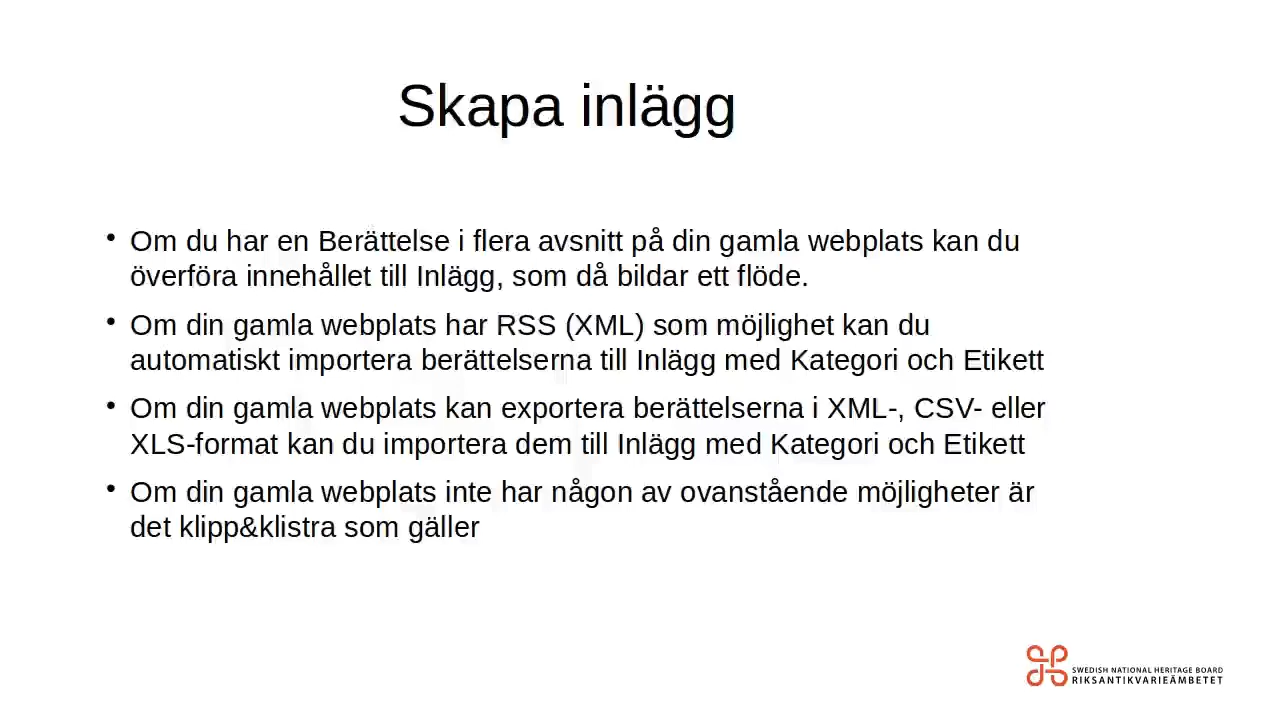 Skapa inlägg
• Om du har en Berättelse i flera avsnitt på din gamla webplats kan du
överföra innehållet till Inlägg, som då bildar ett flöde.
• Om din gamla webplats har RSS (XML) som möjlighet kan du
automatiskt importera berättelserna till Inlägg med Kategori och Etikett
• Om din gamla webplats kan exportera berättelserna i XML-, CSV- eller
XLS-format kan du importera dem till Inlägg med Kategori och Etikett
• Om din gamla webplats inte har någon av ovanstående möjligheter är
det klipp&klistra som gäller
SWEDISH NATIONAL HERITAGE BOARD
RIKSANTIKVARIEÄMBETET